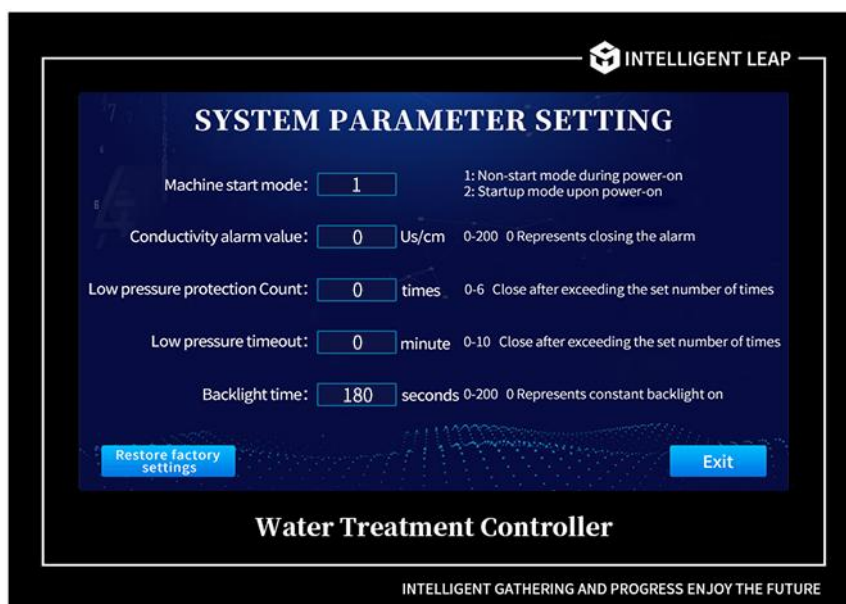 INTELLIGENT LEAP
SYSTEM PARAMETER SETTING
Machine start mode: 1 1: Non-start mode during power-on
2: Startup mode upon power-on
Conductivity alarm value: 0 Us/cm 0-200 0 Represents closing the alarm
Low pressure protection Count: 0 times 0-6 Close after exceeding the set number of times
Low pressure timeout: 0 minute 0-10 Close after exceeding the set number of times
Backlight time: 180 seconds 0-200 0 Represents constant backlight on
Restore factory
settings
Exit
Water Treatment Controller
INTELLIGENT GATHERING AND PROGRESS ENJOY THE FUTURE